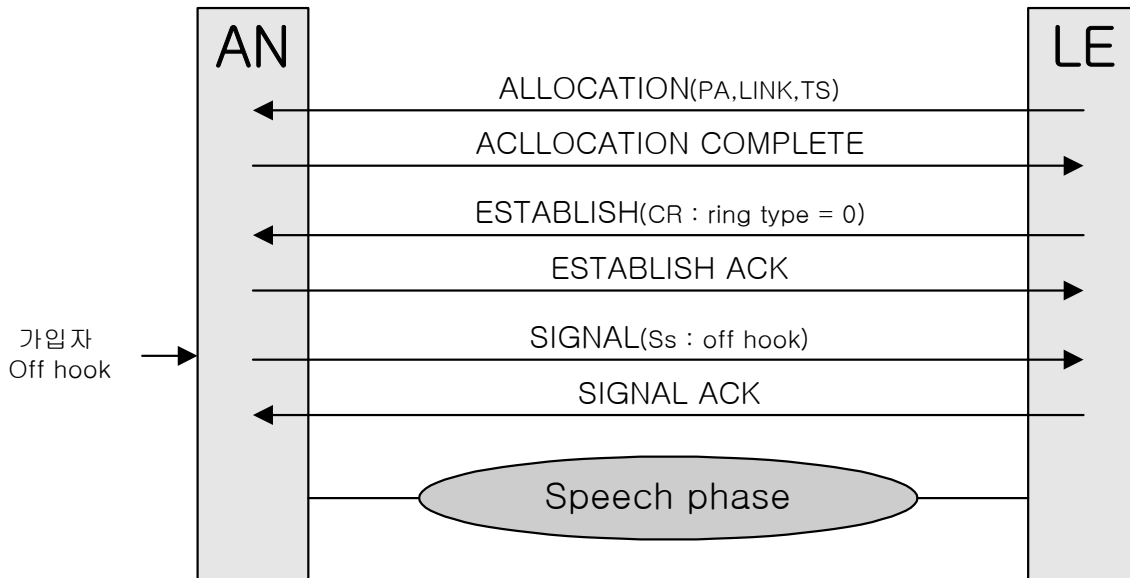 AN
LE
ALLOCATION(PA,LINK,TS)
ACLLOCATION COMPLETE
ESTABLISH(CR : ring type = 0)
ESTABLISH ACK
가입자
Off hook
SIGNAL(Ss : off hook)
SIGNAL ACK
Speech phase